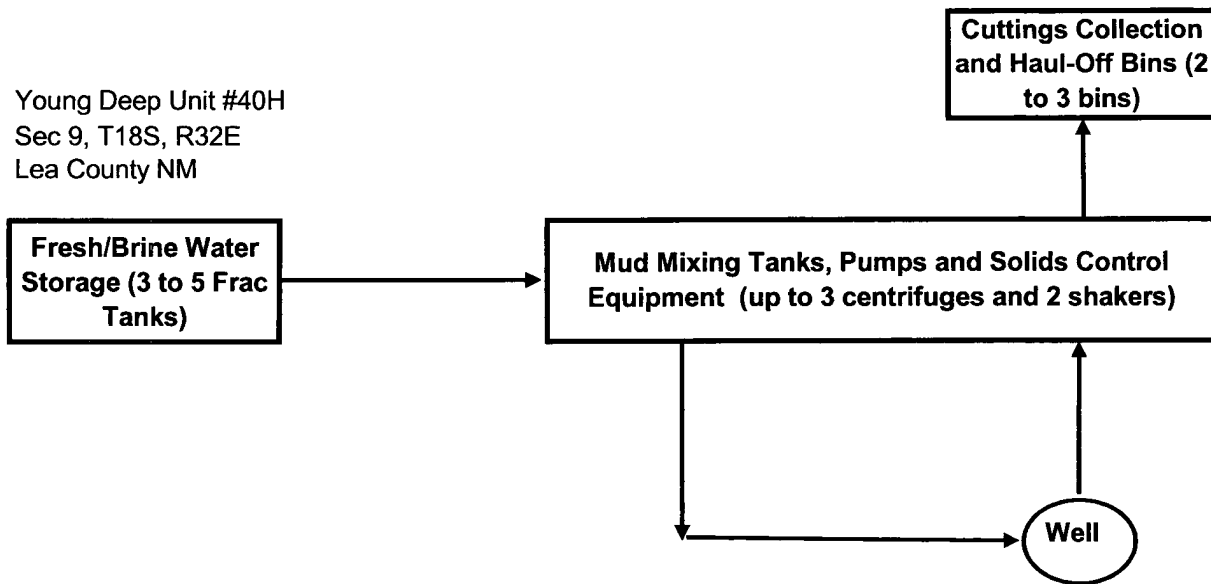 Cuttings Collection
and Haul-Off Bins (2
to 3 bins)
Young Deep Unit #40H
Sec 9, T18S, R32E
Lea County NM
Fresh/Brine Water
Storage (3 to 5 Frac
Tanks)
Mud Mixing Tanks, Pumps and Solids Control
Equipment (up to 3 centrifuges and 2 shakers)
Well